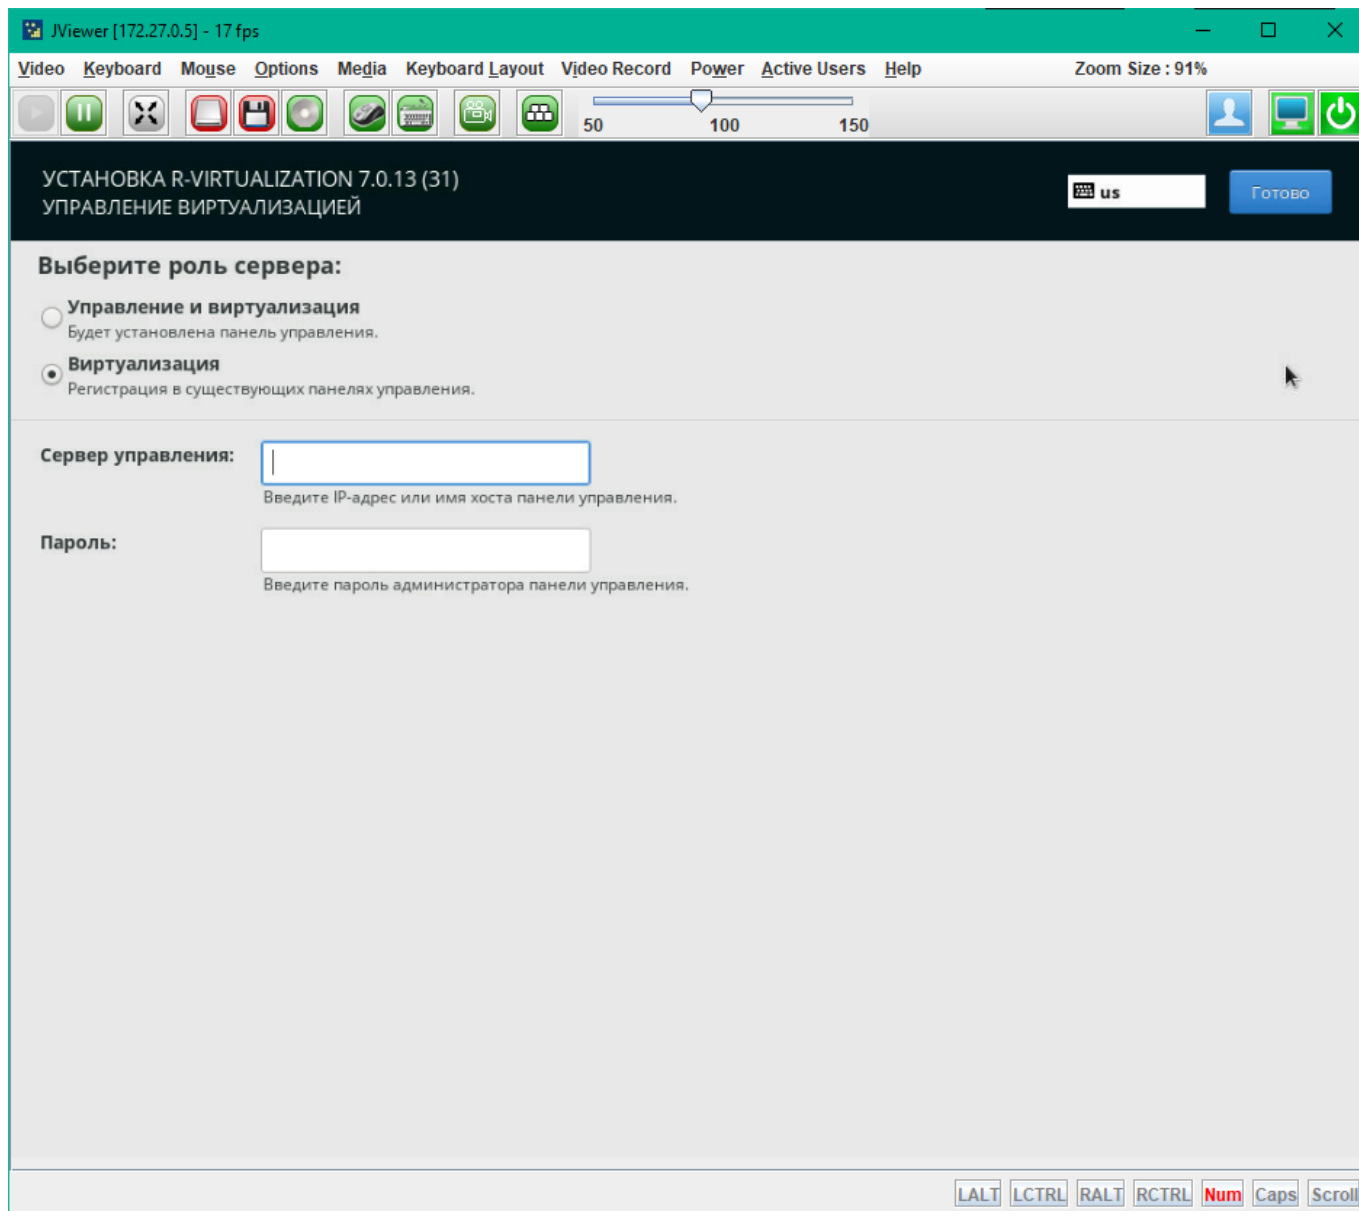 JViewer [172.27.0.5] - 17 fps
Video Keyboard Mouse Options Media Keyboard Layout Video Record Power Active Users Help Zoom Size : 91%
50 100 150
УСТАНОВКА R-VIRTUALIZATION 7.0.13 (31)
УПРАВЛЕНИЕ ВИРТУАЛИЗАЦИЕЙ
us
Готово
Выберите роль сервера:
Управление и виртуализация
Будет установлена панель управления.
Виртуализация
Регистрация в существующих панелях управления.
Сервер управления:
Введите IP-адрес или имя хоста панели управления.
Пароль:
Введите пароль администратора панели управления.
LALT LCTRL RALT RCTRL Num Caps Scroll